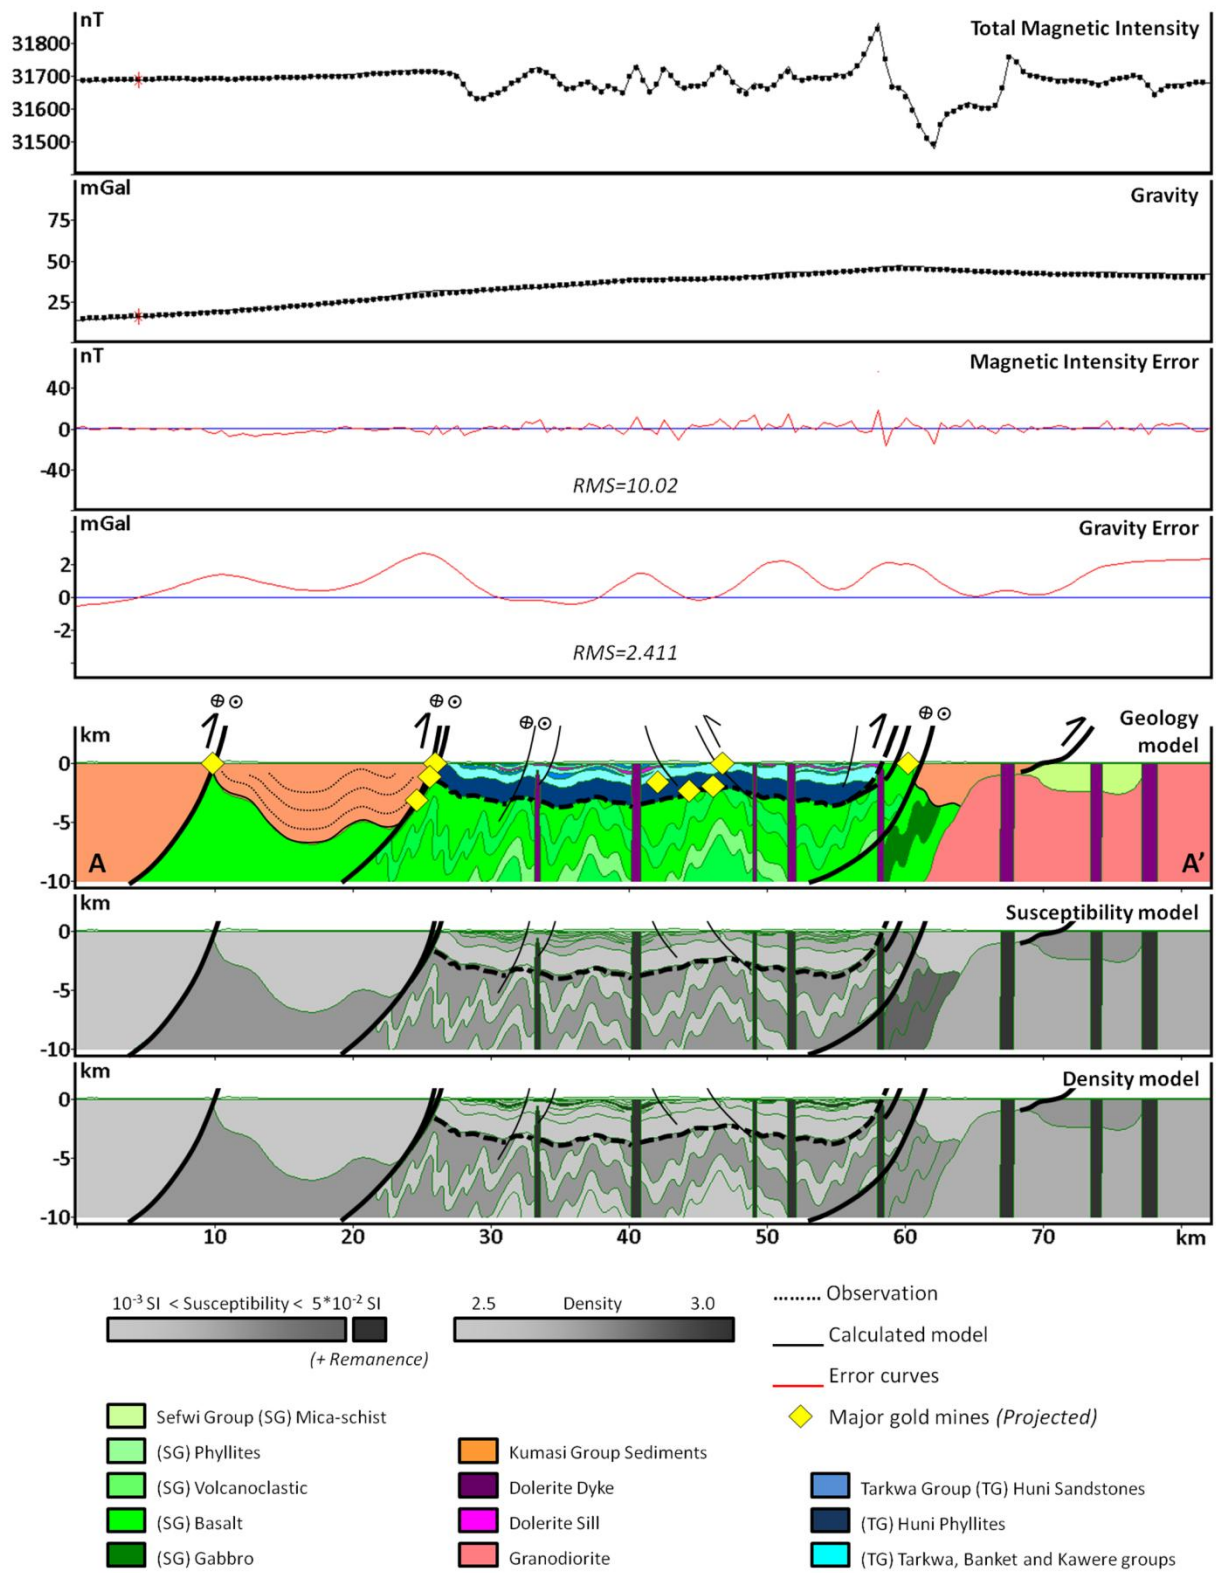 nT
Total Magnetic Intensity
31800
31700
31600
31500
mGal
Gravity
75
50
25
nT
Magnetic Intensity Error
40
0
-40
RMS=10.02
mGal
Gravity Error
2
0
-2
RMS=2.411
km
Geology
model
0
-5
-10
A
A’
km
Susceptibility model
0
-5
-10
km
Density model
0
-5
-10
10 20 30 40 50 60 70 km
10⁻³ SI < Susceptibility < 5*10⁻² SI
(+ Remanence)
2.5 Density 3.0
Observation
Calculated model
Error curves
Major gold mines (Projected)
Sefwi Group (SG) Mica-schist
(SG) Phyllites
(SG) Volcanoclastic
(SG) Basalt
(SG) Gabbro
Kumasi Group Sediments
Dolerite Dyke
Dolerite Sill
Granodiorite
Tarkwa Group (TG) Huni Sandstones
(TG) Huni Phyllites
(TG) Tarkwa, Banket and Kawere groups